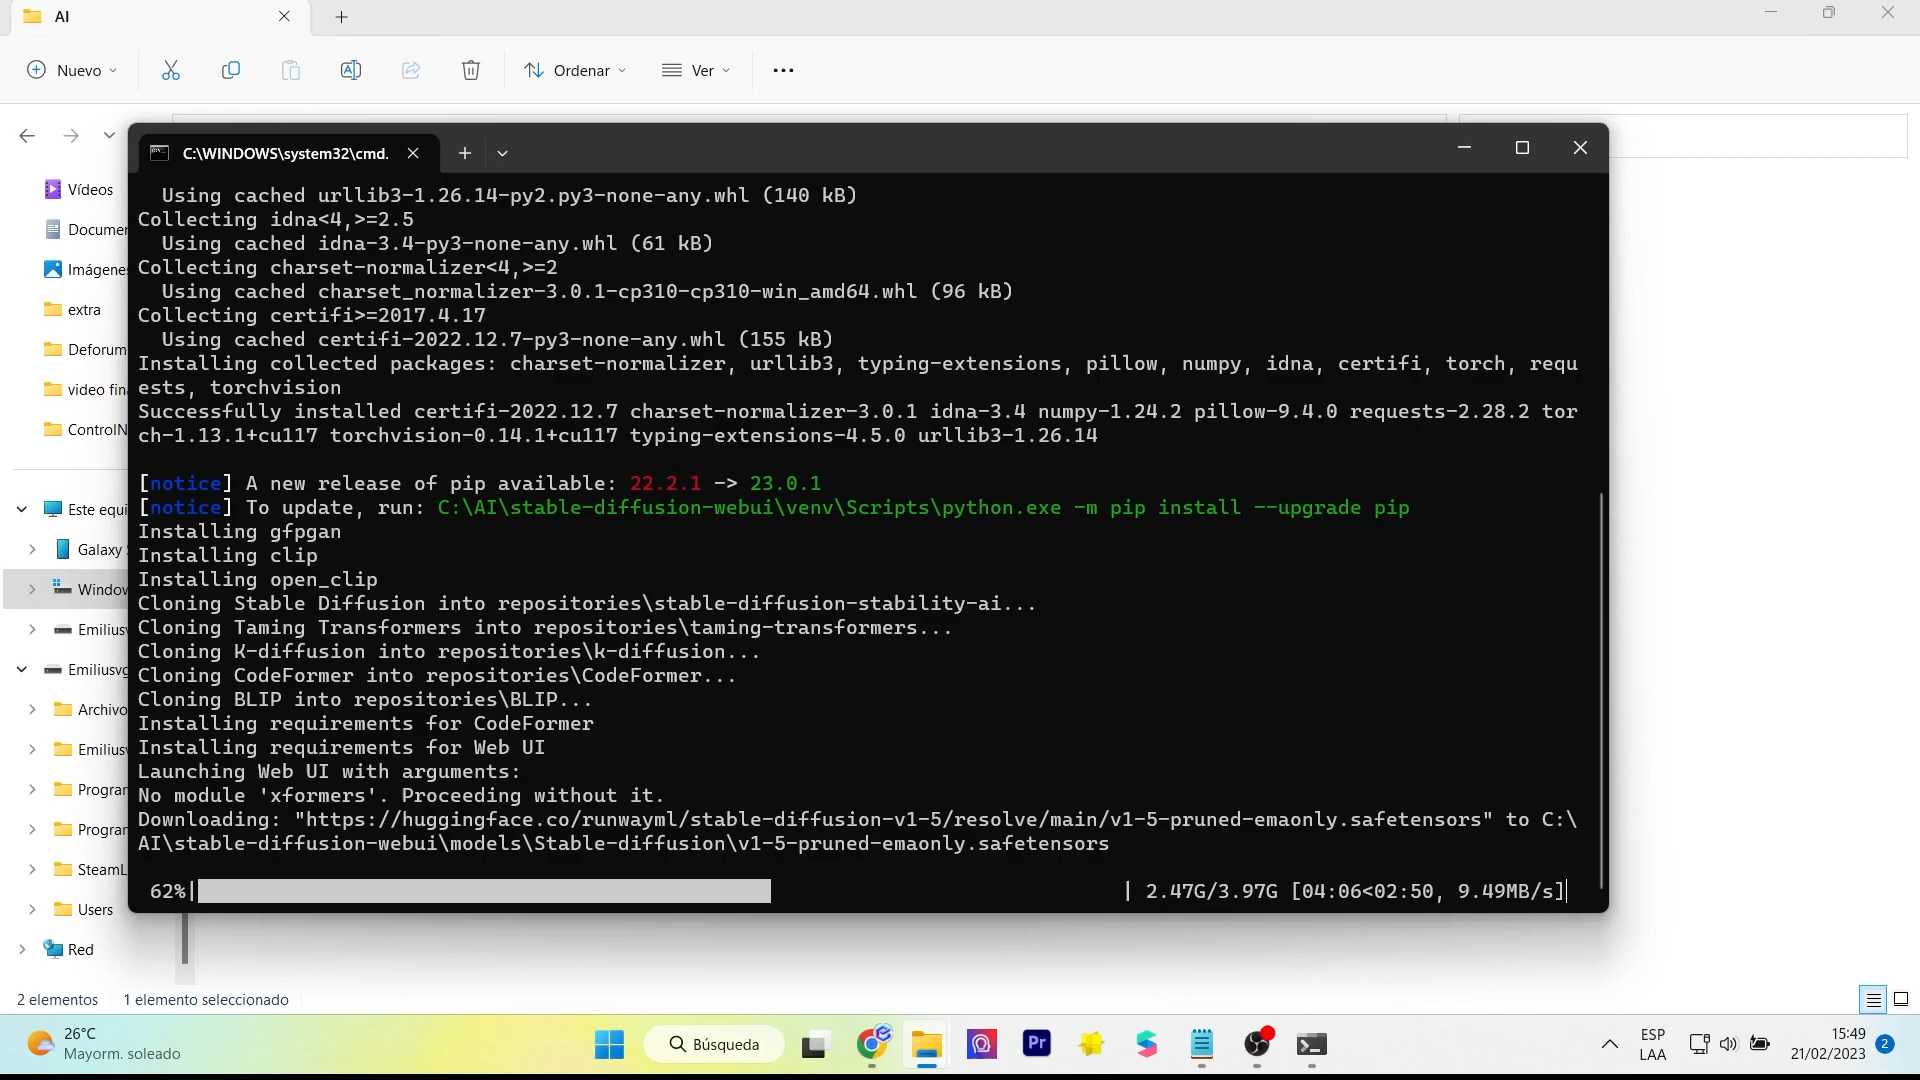 AI
Nuevo
Ordenar
Ver
C:\WINDOWS\system32\cmd.
Vídeos
Documen
Imágenes
extra
Deforum
video fin
ControlN
Este equi
Galaxy
Window
Emiliusv
Emiliusvg
Archivo
Emiliusv
Program
Program
SteamL
Users
Red
Using cached urllib3-1.26.14-py2.py3-none-any.whl (140 kB)
Collecting idna<4,>=2.5
Using cached idna-3.4-py3-none-any.whl (61 kB)
Collecting charset-normalizer<4,>=2
Using cached charset_normalizer-3.0.1-cp310-cp310-win_amd64.whl (96 kB)
Collecting certifi>=2017.4.17
Using cached certifi-2022.12.7-py3-none-any.whl (155 kB)
Installing collected packages: charset-normalizer, urllib3, typing-extensions, pillow, numpy, idna, certifi, torch, requ
ests, torchvision
Successfully installed certifi-2022.12.7 charset-normalizer-3.0.1 idna-3.4 numpy-1.24.2 pillow-9.4.0 requests-2.28.2 tor
ch-1.13.1+cu117 torchvision-0.14.1+cu117 typing-extensions-4.5.0 urllib3-1.26.14
[notice] A new release of pip available: 22.2.1 -> 23.0.1
[notice] To update, run: C:\AI\stable-diffusion-webui\venv\Scripts\python.exe -m pip install --upgrade pip
Installing gfpgan
Installing clip
Installing open_clip
Cloning Stable Diffusion into repositories\stable-diffusion-stability-ai...
Cloning Taming Transformers into repositories\taming-transformers...
Cloning K-diffusion into repositories\k-diffusion...
Cloning CodeFormer into repositories\CodeFormer...
Cloning BLIP into repositories\BLIP...
Installing requirements for CodeFormer
Installing requirements for Web UI
Launching Web UI with arguments:
No module 'xformers'. Proceeding without it.
Downloading: "https://huggingface.co/runwayml/stable-diffusion-v1-5/resolve/main/v1-5-pruned-emaonly.safetensors" to C:\
AI\stable-diffusion-webui\models\Stable-diffusion\v1-5-pruned-emaonly.safetensors
62%| | 2.47G/3.97G [04:06<02:50, 9.49MB/s]
2 elementos 1 elemento seleccionado
26°C
Mayorm. soleado
Búsqueda
Pr
ESP
LAA
15:49
21/02/2023
2